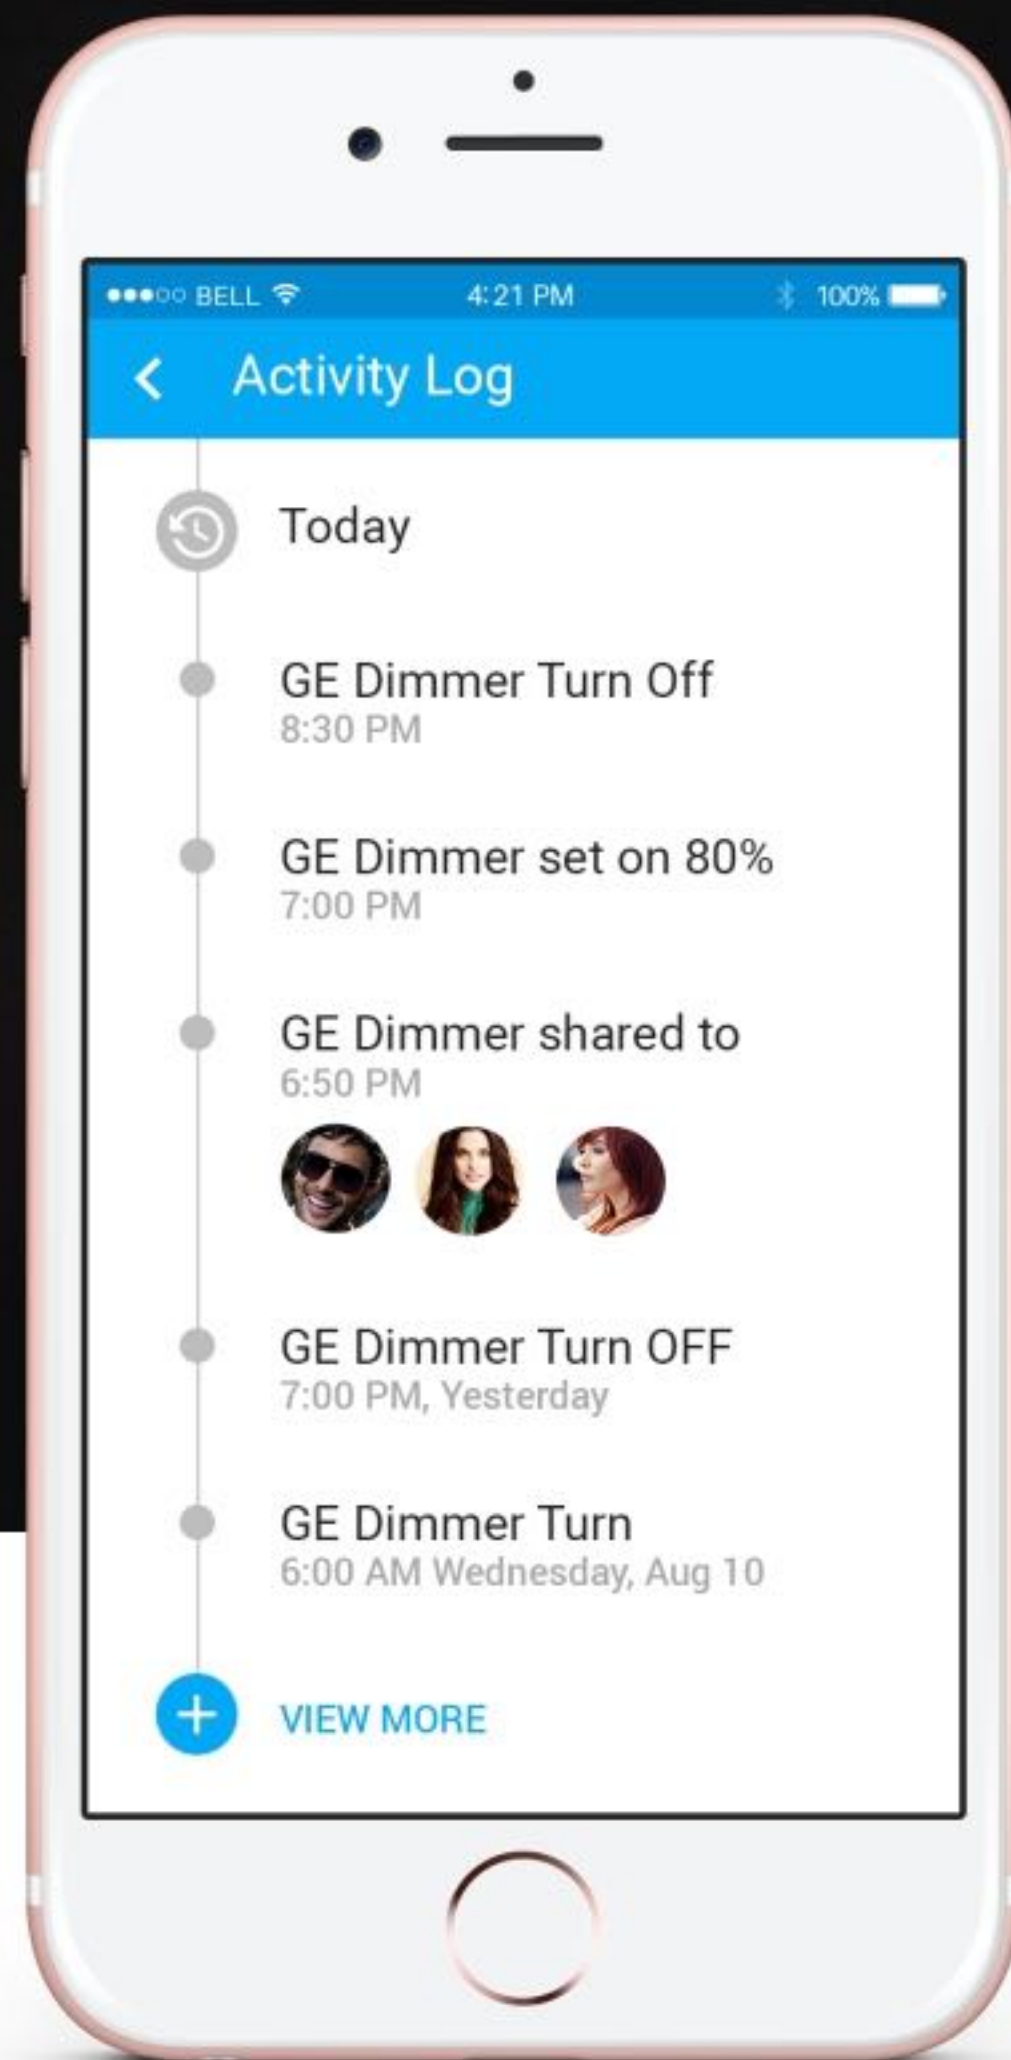 BELL 4:21 PM 100%
Activity Log
Today
GE Dimmer Turn Off
8:30 PM
GE Dimmer set on 80%
7:00 PM
GE Dimmer shared to
6:50 PM
GE Dimmer Turn OFF
7:00 PM, Yesterday
GE Dimmer Turn
6:00 AM Wednesday, Aug 10
VIEW MORE